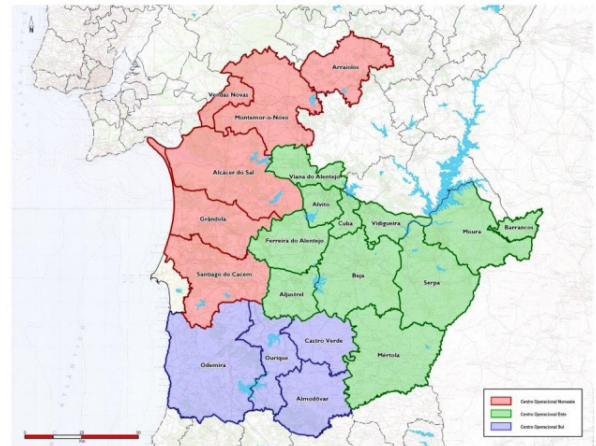 Arraiolos
Vendas Novas
Montemor-o-Novo
Alcácer do Sal
Viana do Alentejo
Alvito
Grândola
Cuba
Vidigueira
Moura
Barrancos
Ferreira do Alentejo
Santiago do Cacém
Beja
Serpa
Aljustrel
Castro Verde
Ourique
Odemira
Mértola
Almodôvar
Centro Operacional Noroeste
Centro Operacional Este
Centro Operacional Sul